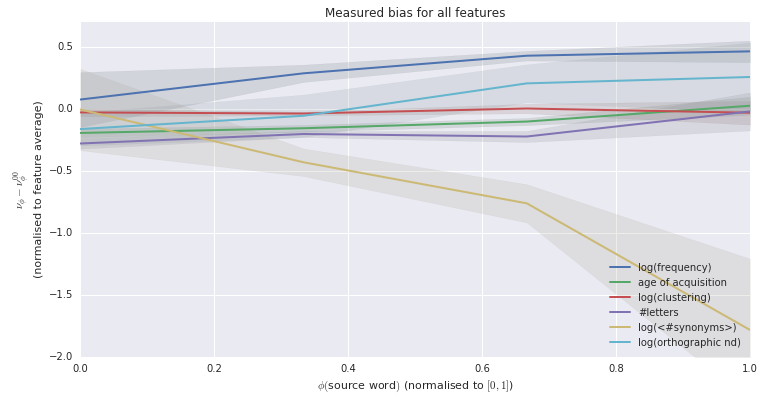 Measured bias for all features
0.5
0.0
−0.5
−1.0
−1.5
−2.0
ν_ϕ − ν_ϕ^00
(normalised to feature average)
log(frequency)
age of acquisition)
log(clustering)
#letters
log(<#synonyms>)
log(orthographic nd)
0.0 0.2 0.4 0.6 0.8 1.0
ϕ(source word) (normalised to [0, 1])